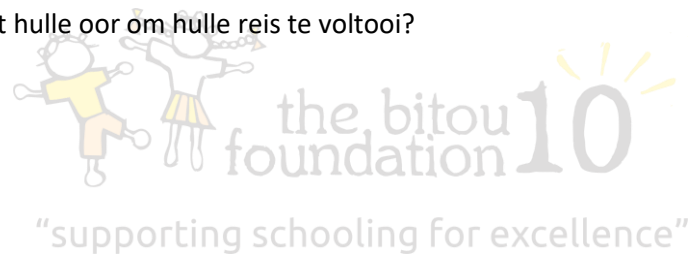 t hulle oor om hulle reis te voltooi?
the bitou
foundation 10
"supporting schooling for excellence"